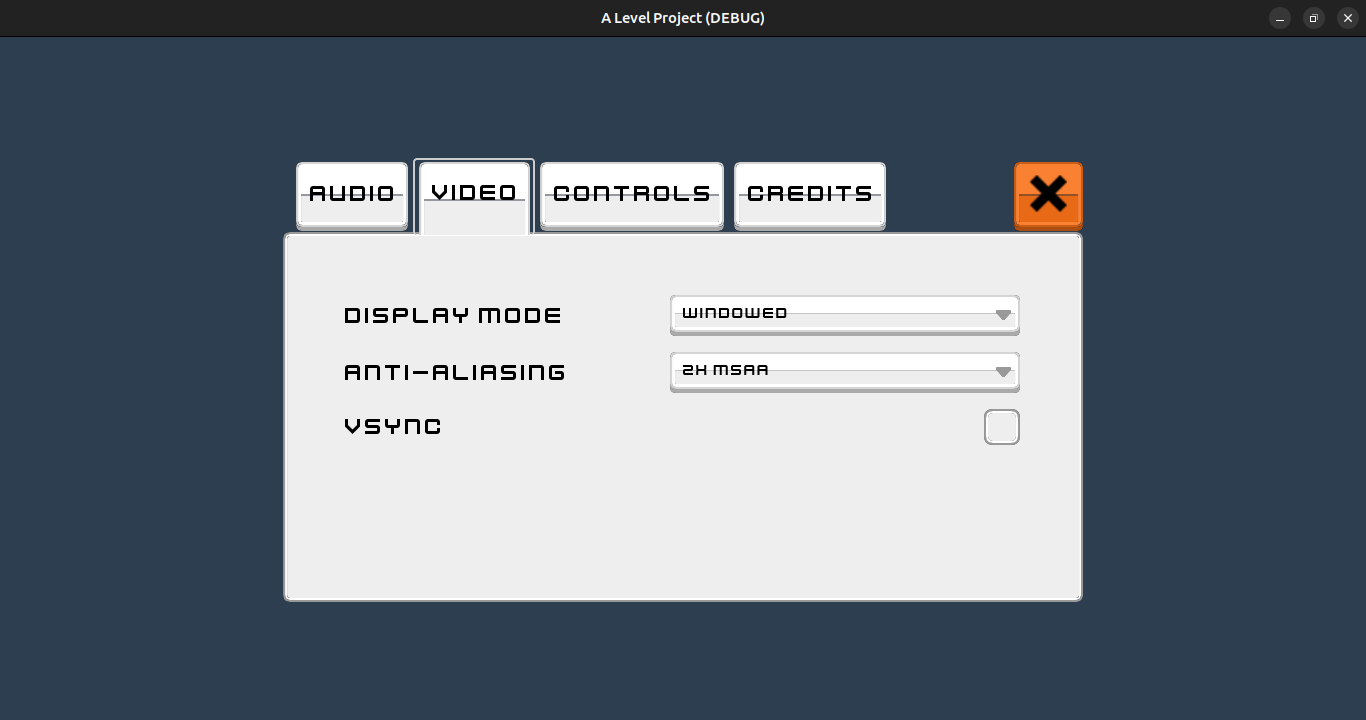 A Level Project (DEBUG)
AUDIO VIDEO CONTROLS CREDITS
DISPLAY MODE WINDOWED
ANTI-ALIASING 2X MSAA
VSYNC